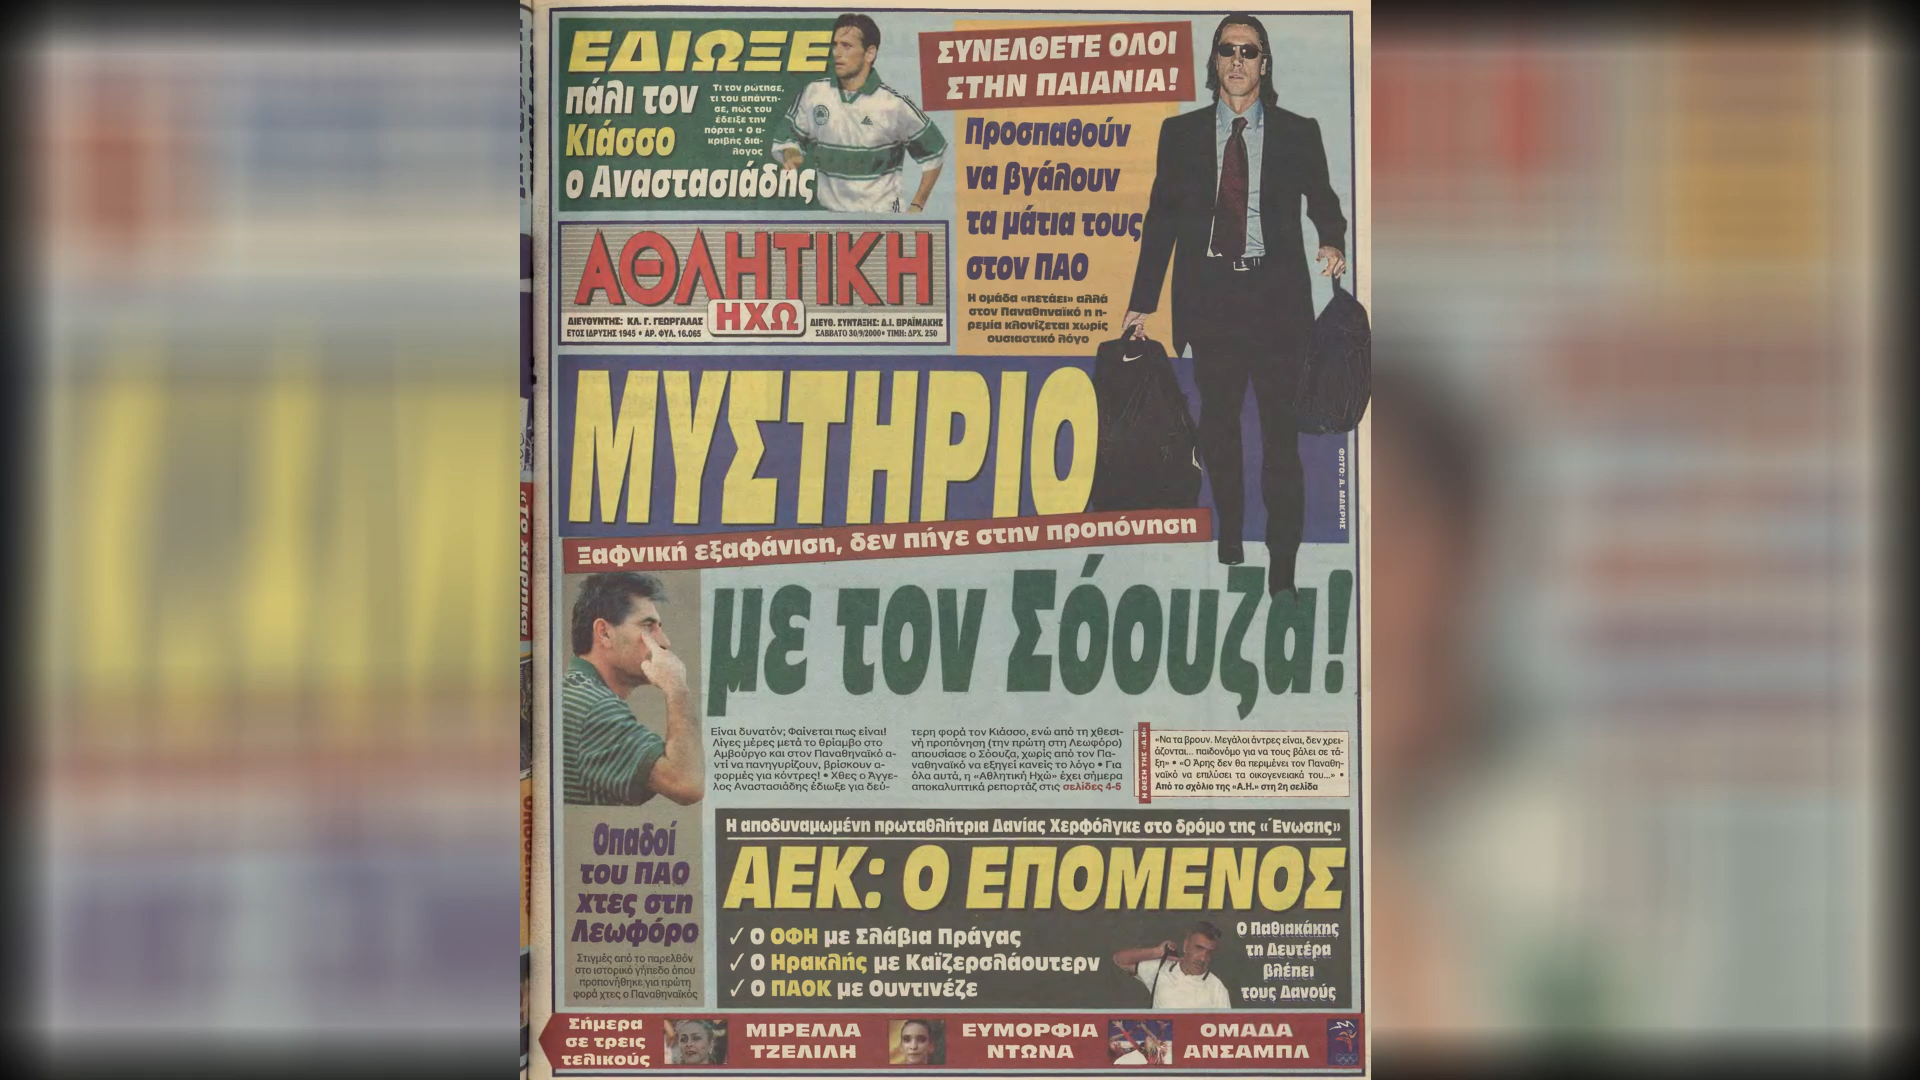 ΕΔΙΩΞΕ
πάλι τον
Κιάσσο
ο Αναστασιάδης
Τι τον ρώτησε,
τι του απάντη-
σε, πώς του
έδειξε την
πόρτα • Ο α-
κριβής διά-
λογος
ΣΥΝΕΛΘΕΤΕ ΟΛΟΙ
ΣΤΗΝ ΠΑΙΑΝΙΑ!
Προσπαθούν
να βγάλουν
τα μάτια τους
στον ΠΑΟ
Η ομάδα «πετάει» αλλά
στον Παναθηναϊκό η η-
ρεμία κλονίζεται χωρίς
ουσιαστικό λόγο
ΑΘΛΗΤΙΚΗ
ΗΧΩ
ΔΙΕΥΘΥΝΤΗΣ: ΚΛ. Γ. ΓΕΩΡΓΑΛΑΣ
ΕΤΟΣ ΙΔΡΥΣΗΣ 1945 • ΑΡ. ΦΥΛ. 16.065
ΔΙΕΥΘ. ΣΥΝΤΑΞΗΣ: Δ.Ι. ΒΡΑΪΜΑΚΗΣ
ΣΑΒΒΑΤΟ 30/9/2000 • ΤΙΜΗ: ΔΡΧ. 250
ΜΥΣΤΗΡΙΟ
ΦΩΤΟ: Δ. ΜΑΚΡΗΣ
Ξαφνική εξαφάνιση, δεν πήγε στην προπόνηση
με τον Σόουζα!
Είναι δυνατόν; Φαίνεται πως είναι!
Λίγες μέρες μετά το θρίαμβο στο
Αμβούργο και στον Παναθηναϊκό α-
ντί να πανηγυρίζουν, βρίσκουν α-
φορμές για κόντρες! • Χθες ο Άγγε-
λος Αναστασιάδης έδιωξε για δεύ-
τερη φορά τον Κιάσσο, ενώ από τη χθεσι-
νή προπόνηση (την πρώτη στη Λεωφόρο)
απουσίασε ο Σόουζα, χωρίς από τον Πα-
ναθηναϊκό να εξηγεί κανείς το λόγο • Για
όλα αυτά, η «Αθλητική Ηχώ» έχει σήμερα
αποκαλυπτικά ρεπορτάζ στις σελίδες 4-5
Η ΘΕΣΗ ΤΗΣ «Α.Η»
«Να τα βρουν. Μεγάλοι άντρες είναι, δεν χρει-
άζονται... παιδονόμο για να τους βάλει σε τά-
ξη» • «Ο Άρης δεν θα περιμένει τον Παναθη-
ναϊκό να επιλύσει τα οικογενειακά του...» •
Από το σχόλιο της «Α.Η.» στη 2η σελίδα
Οπαδοί
του ΠΑΟ
χτες στη
Λεωφόρο
Στιγμές από το παρελθόν
στο ιστορικό γήπεδο όπου
προπονήθηκε για πρώτη
φορά χτες ο Παναθηναϊκός
Η αποδυναμωμένη πρωταθλήτρια Δανίας Χερφόλγκε στο δρόμο της «Ένωσης»
ΑΕΚ: Ο ΕΠΟΜΕΝΟΣ
✓ Ο ΟΦΗ με Σλάβια Πράγας
✓ Ο Ηρακλής με Καϊζερσλάουτερν
✓ Ο ΠΑΟΚ με Ουντινέζε
Ο Παθιακάκης
τη Δευτέρα
βλέπει
τους Δανούς
Σήμερα
σε τρεις
τελικούς
ΜΙΡΕΛΛΑ
ΤΖΕΛΙΛΗ
ΕΥΜΟΡΦΙΑ
ΝΤΩΝΑ
ΟΜΑΔΑ
ΑΝΣΑΜΠΛ